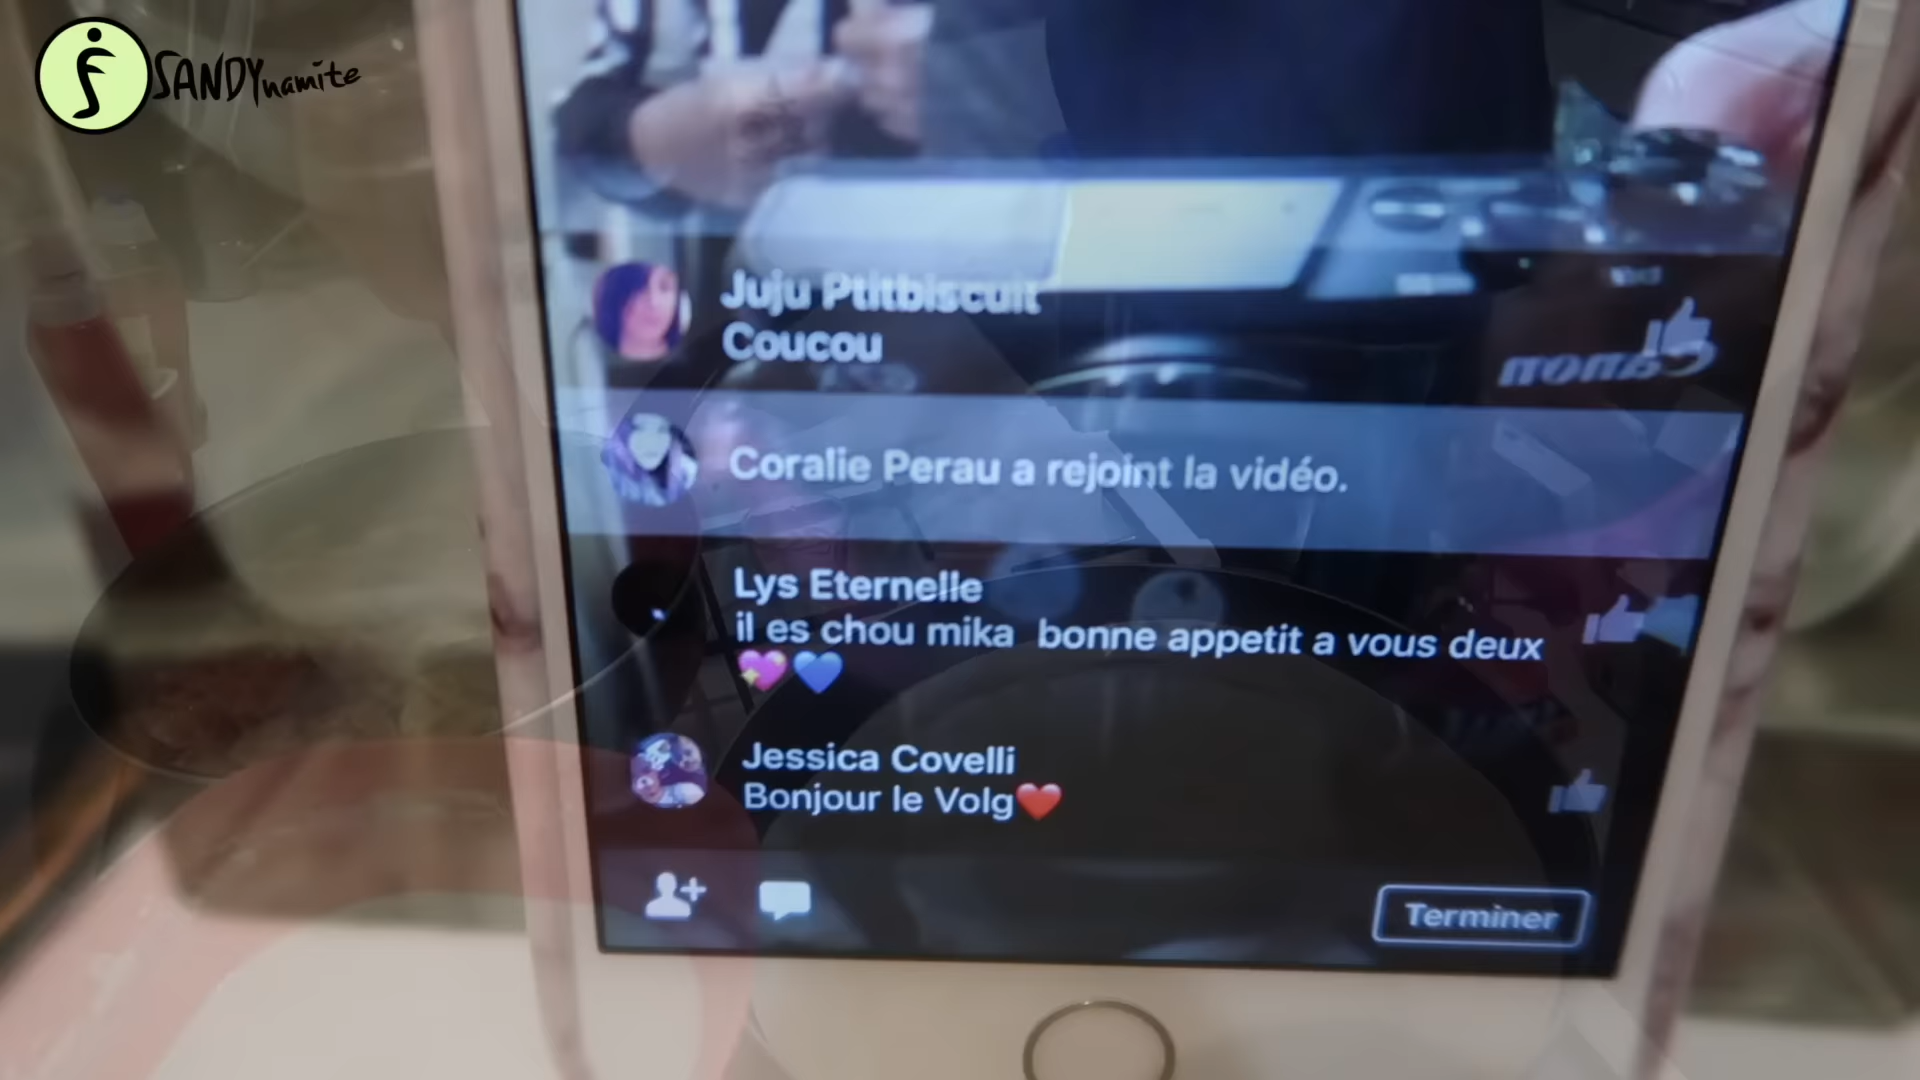 SANDYnamite
Juju Ptitbiscuit
Coucou
Canon
Coralie Perau a rejoint la vidéo.
Lys Eternelle
il es chou mika bonne appetit a vous deux
💖💙
Jessica Covelli
Bonjour le Volg❤️
Terminer